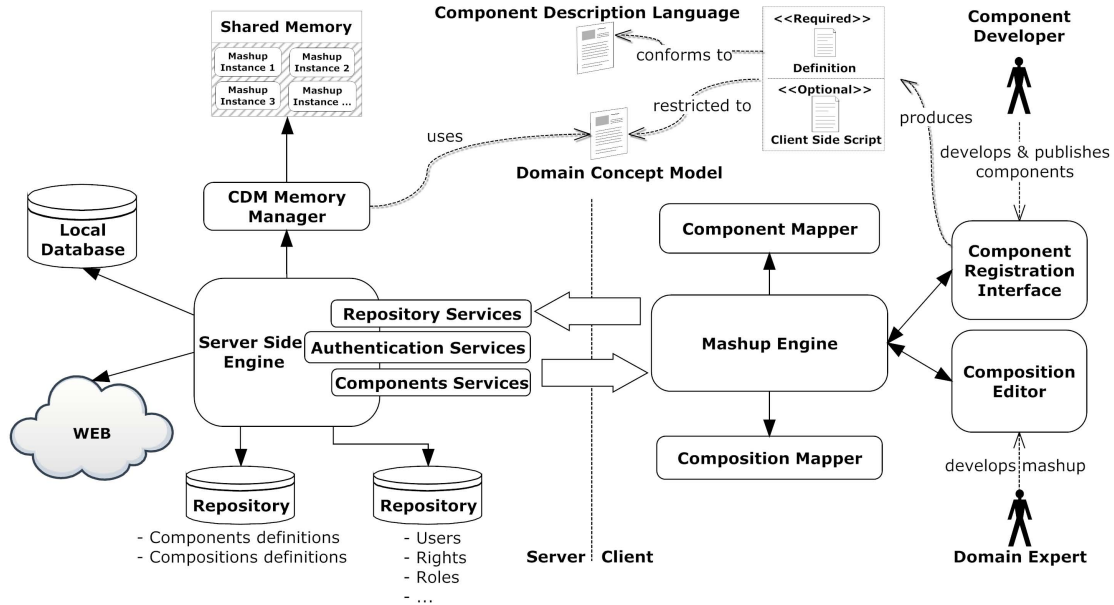 Component Description Language
Shared Memory
Mashup
Instance 1
Mashup
Instance 2
Mashup
Instance 3
Mashup
Instance ...
<<Required>>
Definition
<<Optional>>
Client Side Script
Component
Developer
conforms to
restricted to
produces
uses
develops & publishes
components
Domain Concept Model
CDM Memory
Manager
Local
Database
Component Mapper
Component
Registration
Interface
Server Side
Engine
Repository Services
Authentication Services
Components Services
Mashup Engine
Composition
Editor
WEB
Composition Mapper
develops mashup
Repository
- Components definitions
- Compositions definitions
Repository
- Users
- Rights
- Roles
- ...
Server
Client
Domain Expert